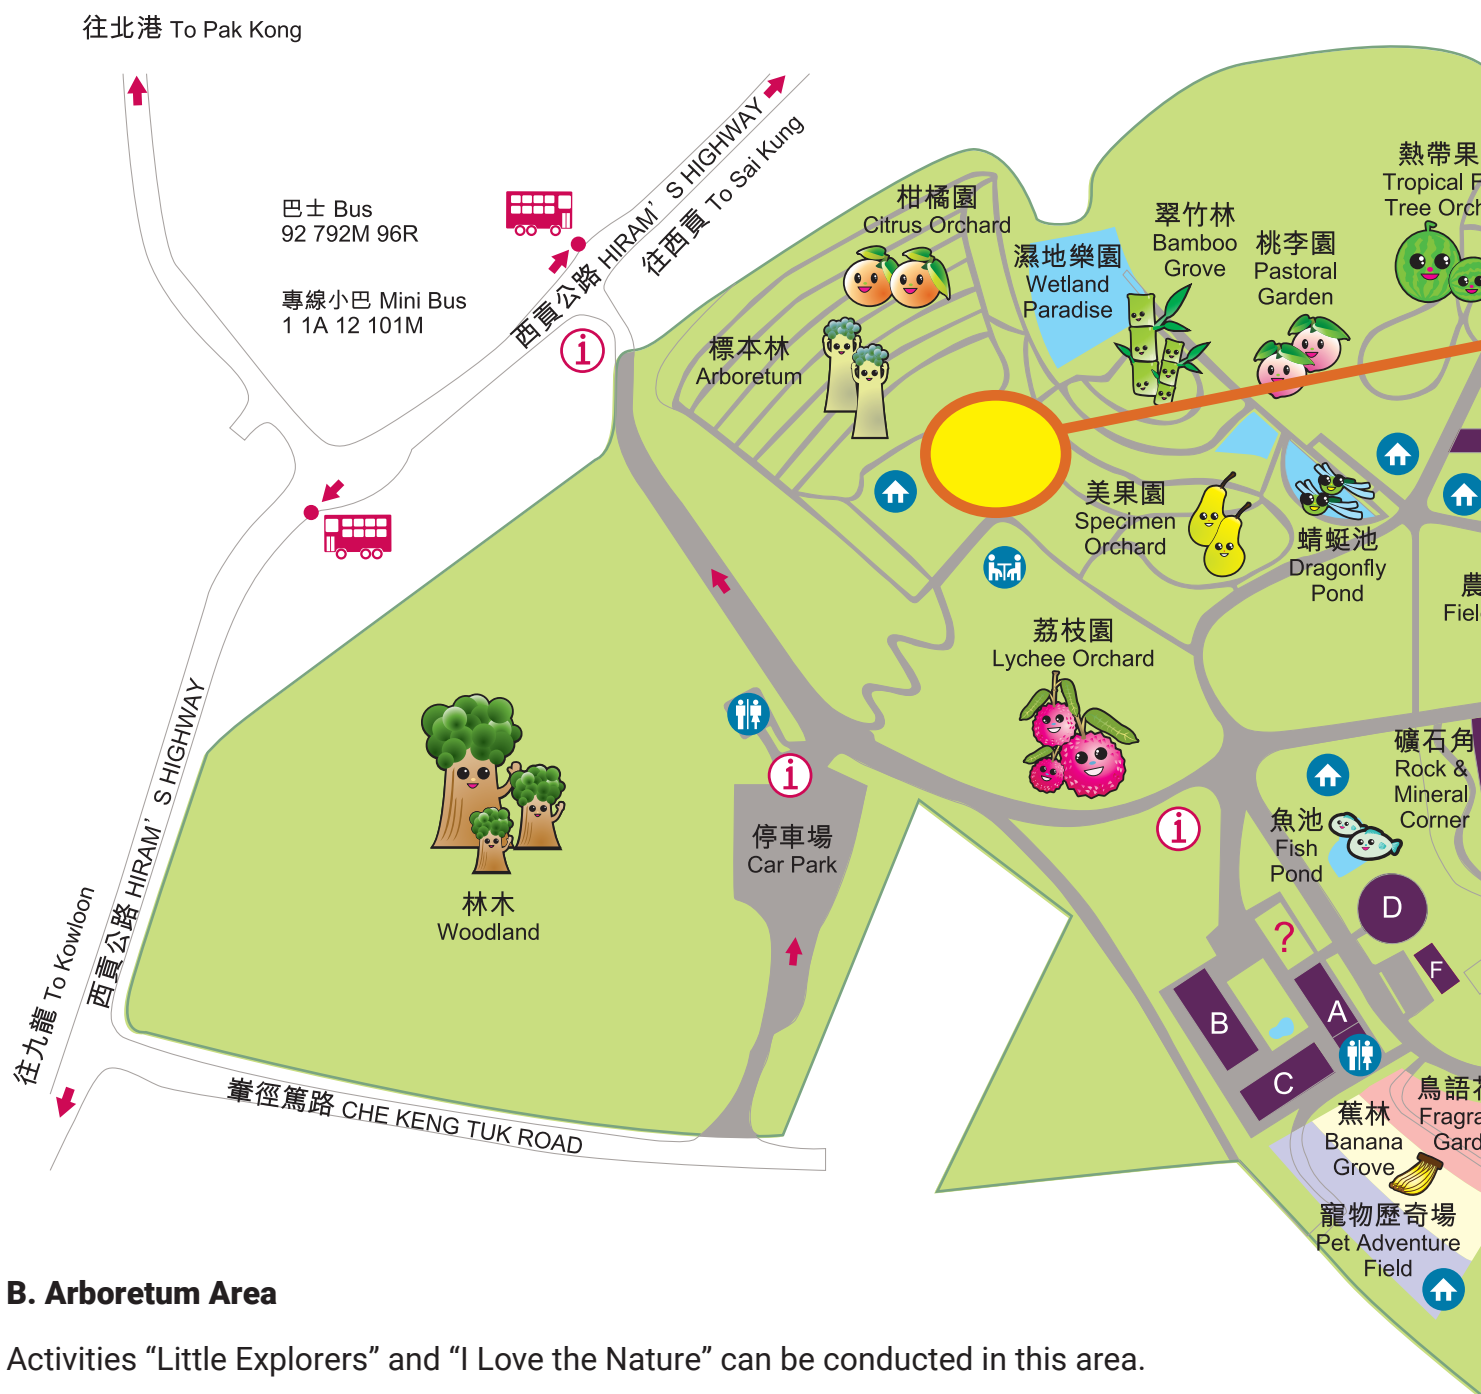 往北港 To Pak Kong
巴士 Bus
92 792M 96R
專線小巴 Mini Bus
1 1A 12 101M
西貢公路 HIRAM'S HIGHWAY
往西貢 To Sai Kung
柑橘園
Citrus Orchard
標本林
Arboretum
濕地樂園
Wetland
Paradise
翠竹林
Bamboo
Grove
桃李園
Pastoral
Garden
熱帶果
Tropical F
Tree Orch
美果園
Specimen
Orchard
蜻蜓池
Dragonfly
Pond
農
Fiel
荔枝園
Lychee Orchard
礦石角
Rock &
Mineral
Corner
魚池
Fish
Pond
停車場
Car Park
林木
Woodland
西貢公路 HIRAM'S HIGHWAY
往九龍 To Kowloon
輋徑篤路 CHE KENG TUK ROAD
D
?
F
B
A
C
鳥語花
Fragra
Gard
蕉林
Banana
Grove
寵物歷奇場
Pet Adventure
Field
B. Arboretum Area
Activities “Little Explorers” and “I Love the Nature” can be conducted in this area.